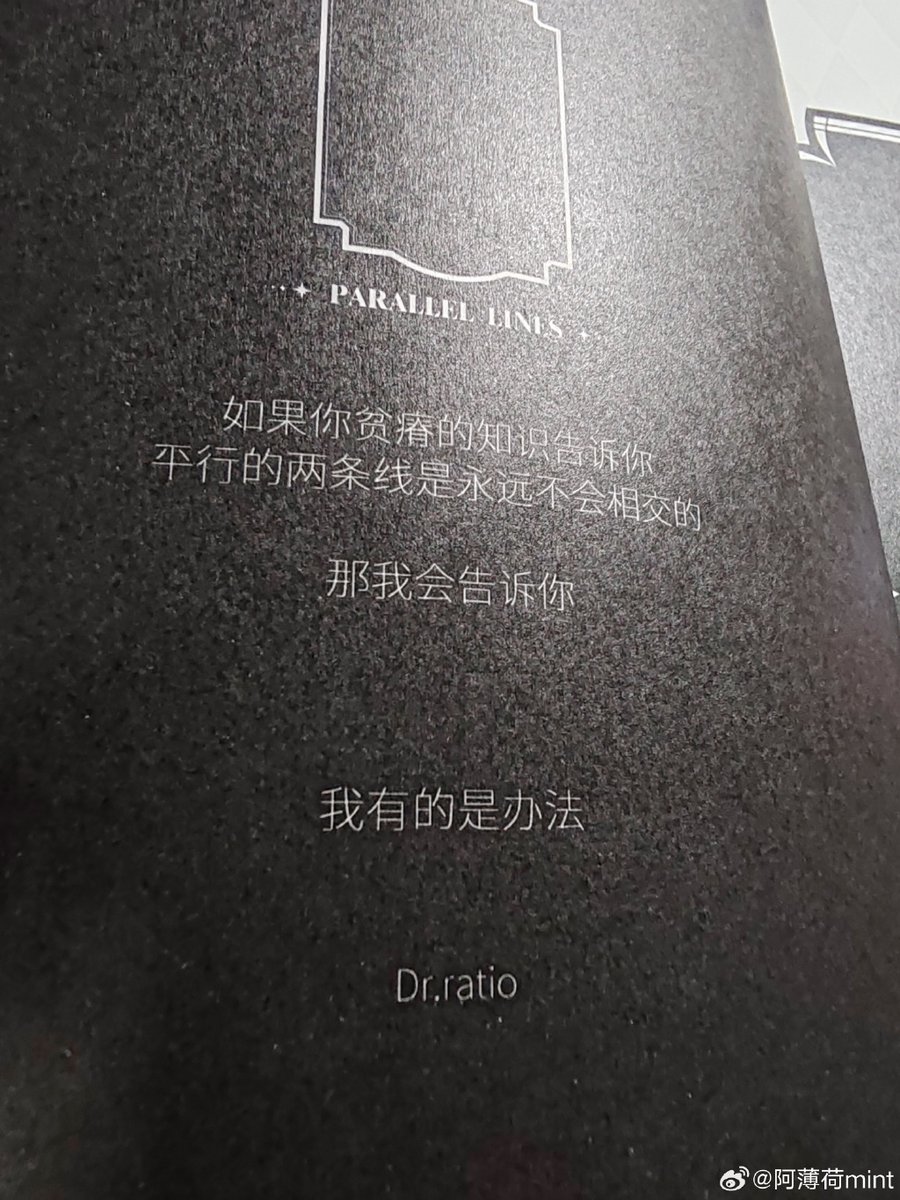 PARALLEL LINES
如果你贫瘠的知识告诉你
平行的两条线是永远不会相交的
那我会告诉你
我有的是办法
Dr.ratio
@阿薄荷mint